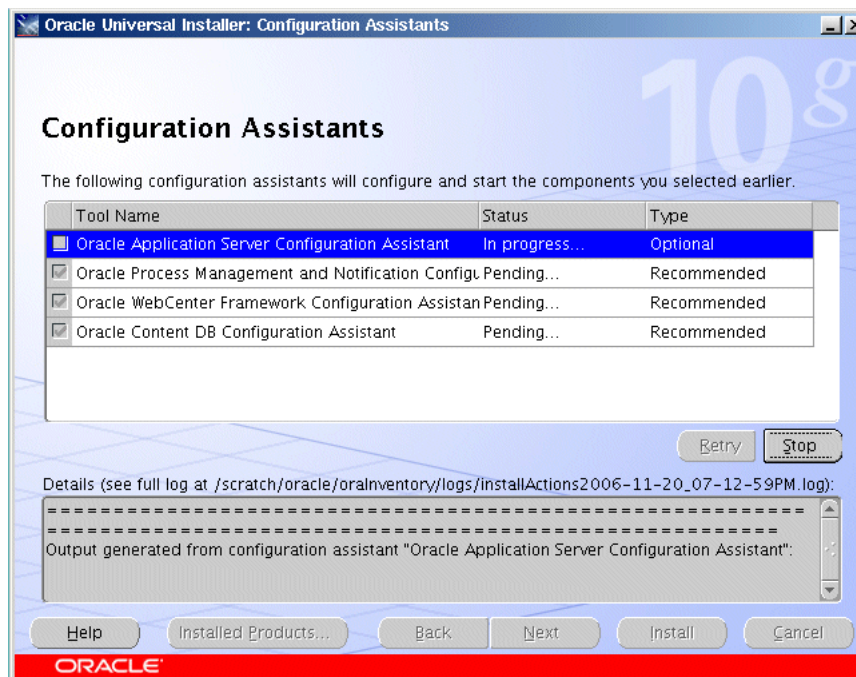 Oracle Universal Installer: Configuration Assistants
10g
Configuration Assistants
The following configuration assistants will configure and start the components you selected earlier.
Tool Name Status Type
Oracle Application Server Configuration Assistant In progress... Optional
Oracle Process Management and Notification Configu Pending... Recommended
Oracle WebCenter Framework Configuration Assistan Pending... Recommended
Oracle Content DB Configuration Assistant Pending... Recommended
Retry Stop
Details (see full log at /scratch/oracle/oraInventory/logs/installActions2006-11-20_07-12-59PM.log):
Output generated from configuration assistant "Oracle Application Server Configuration Assistant":
Help Installed Products... Back Next Install Cancel
ORACLE